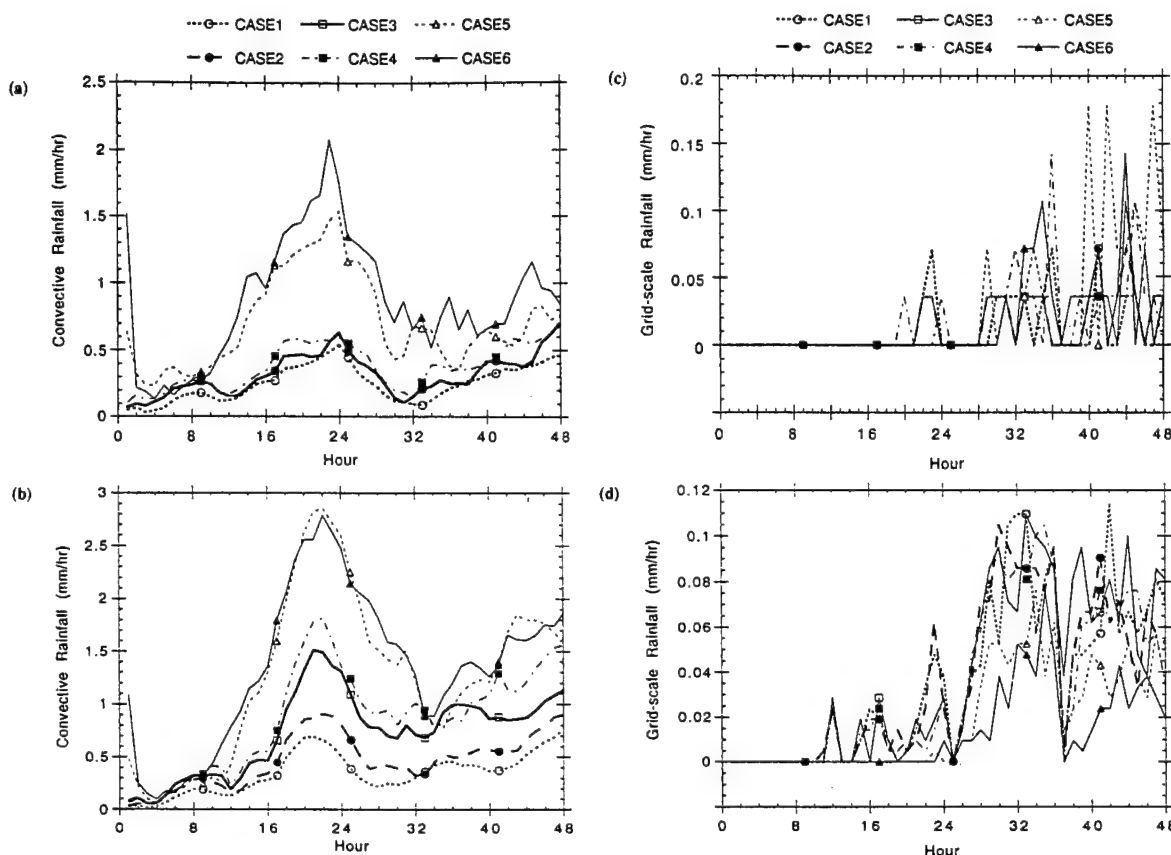 CASE1 CASE3 CASE5
CASE2 CASE4 CASE6
(a)
2.5
2
1.5
1
0.5
0
Convective Rainfall (mm/hr)
0 8 16 24 32 40 48
Hour
CASE1 CASE3 CASE5
CASE2 CASE4 CASE6
(c)
0.2
0.15
0.1
0.05
0
Grid-scale Rainfall (mm/hr)
0 8 16 24 32 40 48
Hour
(b)
3
2.5
2
1.5
1
0.5
0
Convective Rainfall (mm/hr)
0 8 16 24 32 40 48
Hour
(d)
0.12
0.1
0.08
0.06
0.04
0.02
0
Grid-scale Rainfall (mm/hr)
0 8 16 24 32 40 48
Hour